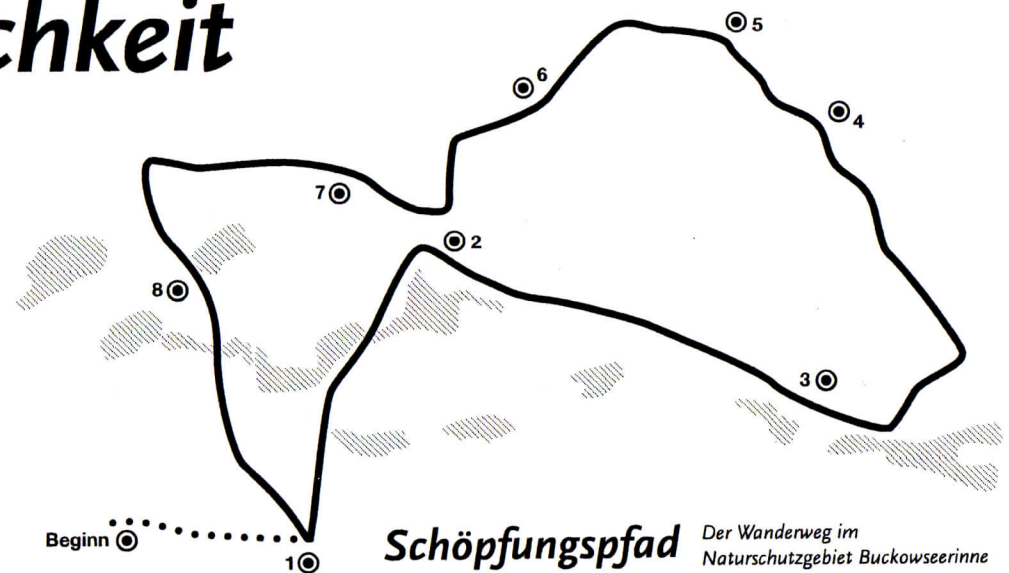 chkeit
5
6
4
7
2
8
3
Beginn
1
Schöpfungspfad
Der Wanderweg im
Naturschutzgebiet Buckowseerinne